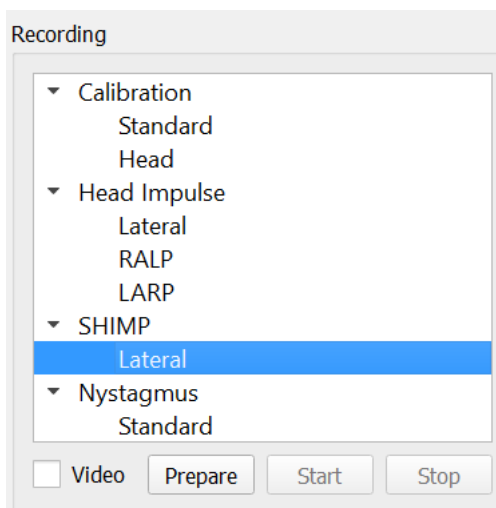 Recording
Calibration
Standard
Head
Head Impulse
Lateral
RALP
LARP
SHIMP
Lateral
Nystagmus
Standard
Video Prepare Start Stop